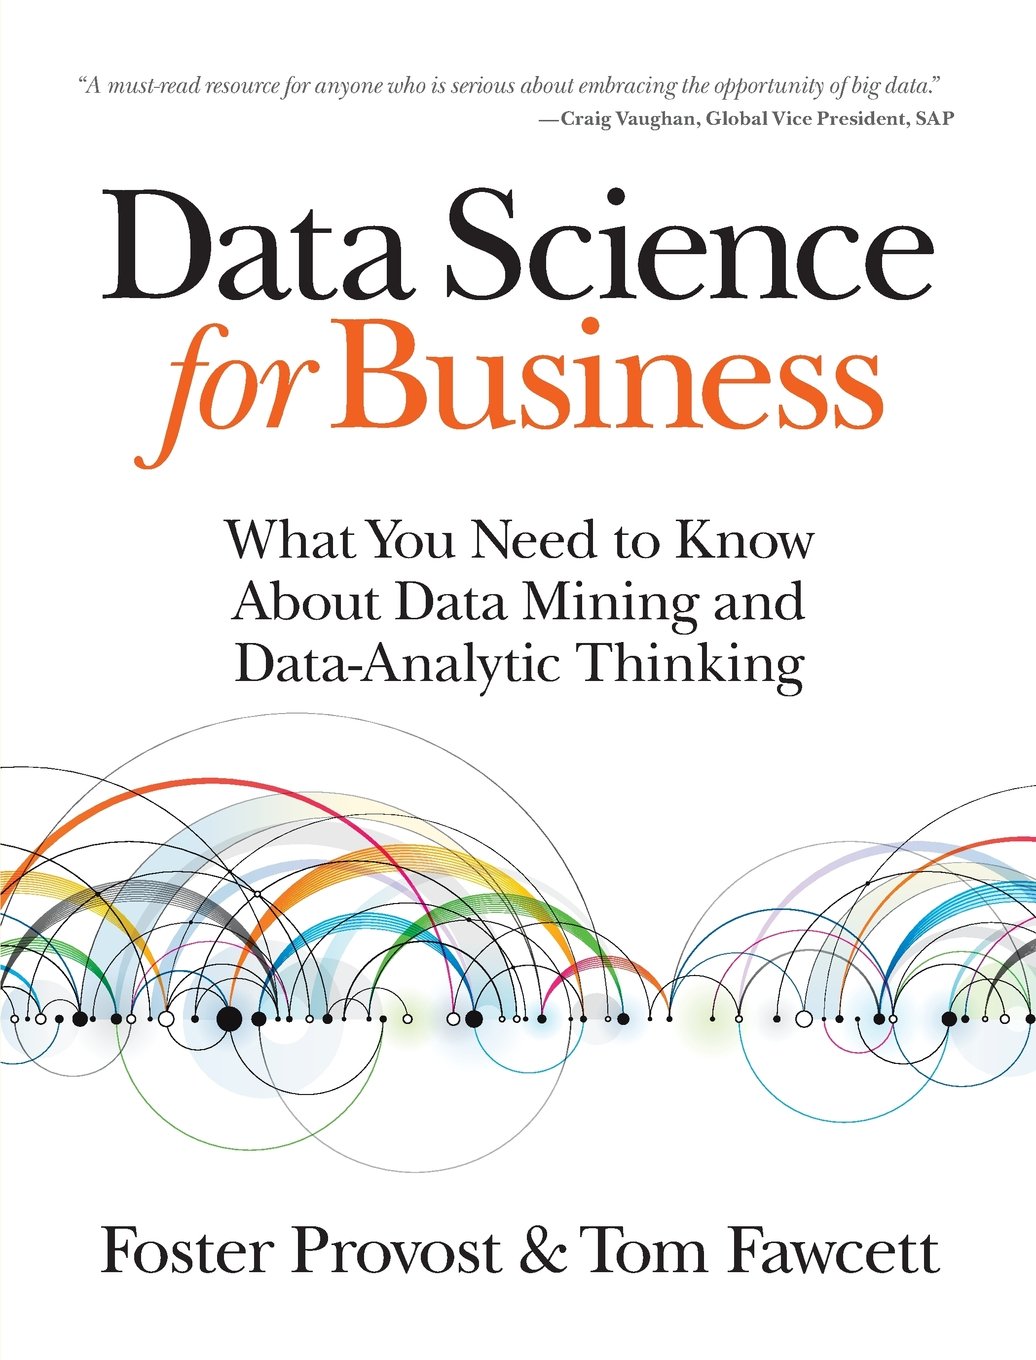 “A must-read resource for anyone who is serious about embracing the opportunity of big data.”
—Craig Vaughan, Global Vice President, SAP
Data Science
for Business
What You Need to Know
About Data Mining and
Data-Analytic Thinking
Foster Provost & Tom Fawcett